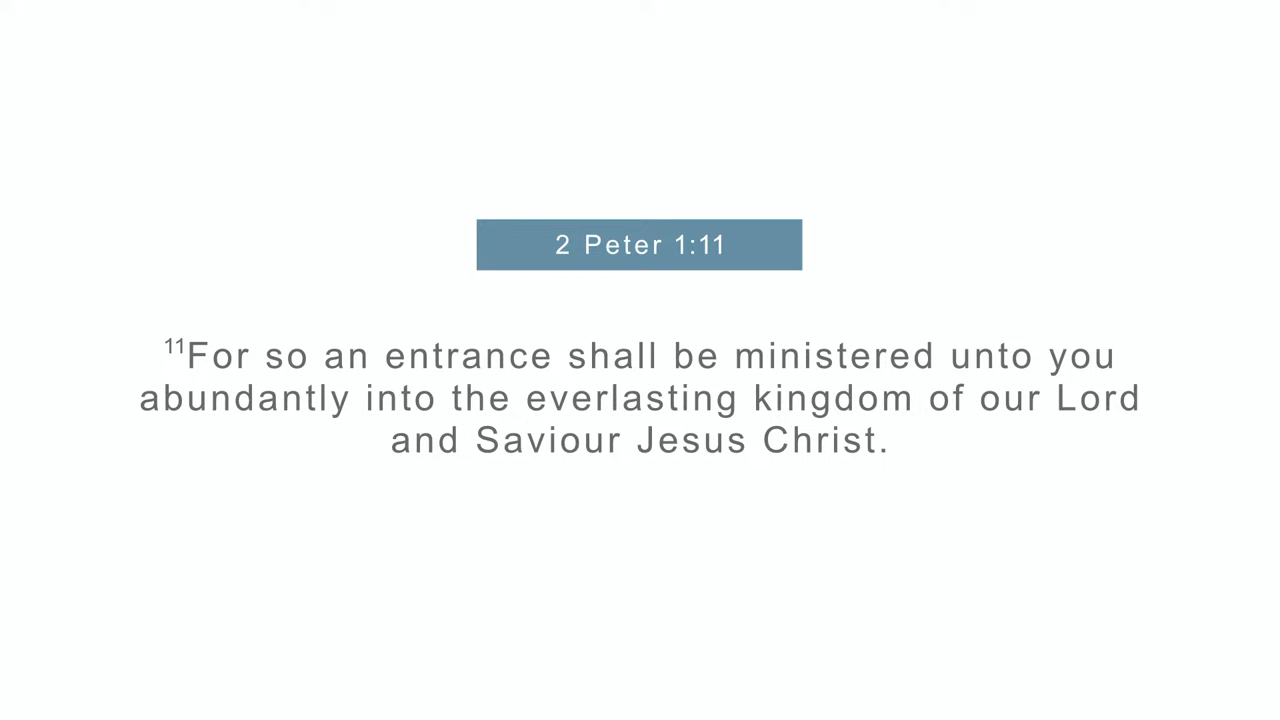 2 Peter 1:11
11For so an entrance shall be ministered unto you
abundantly into the everlasting kingdom of our Lord
and Saviour Jesus Christ.